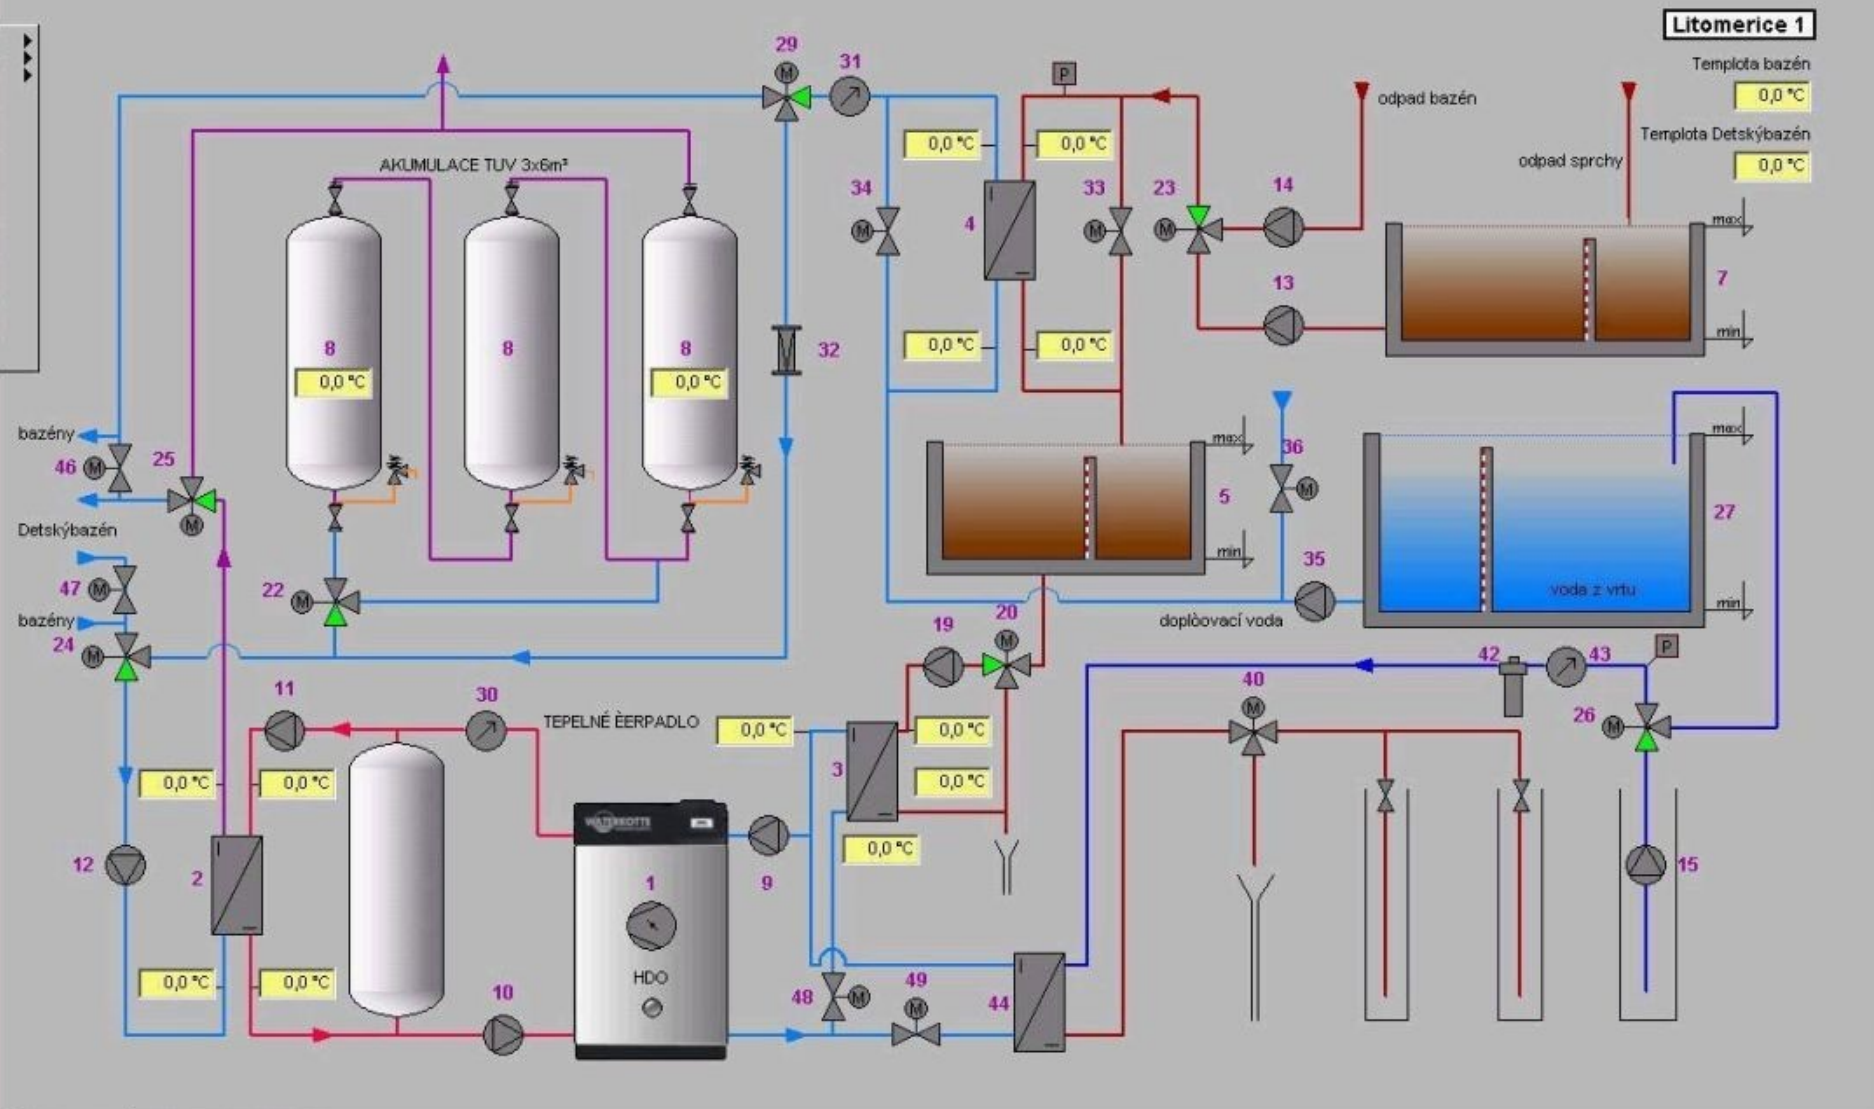 Litomerice 1
29
31
P
Templota bazén
0,0 °C
odpad bazén
Templota Detskýbazén
0,0 °C
odpad sprchy
AKUMULACE TUV 3x6m³
0,0 °C
0,0 °C
34
4
33
23
14
M
M
M
M
max
7
13
min
8
8
8
0,0 °C
0,0 °C
32
0,0 °C
0,0 °C
bazény
46
M
25
M
max
36
M
max
5
27
min
35
voda z vrtu
min
Detskýbazén
47
M
22
M
bazény
24
M
doplòovací voda
19
20
M
42
43
P
40
M
26
M
11
30
TEPELNÉ ÈERPADLO
0,0 °C
0,0 °C
3
0,0 °C
0,0 °C
0,0 °C
0,0 °C
WATERKOTTE
12
2
1
9
15
HDO
0,0 °C
0,0 °C
10
48
M
49
M
44